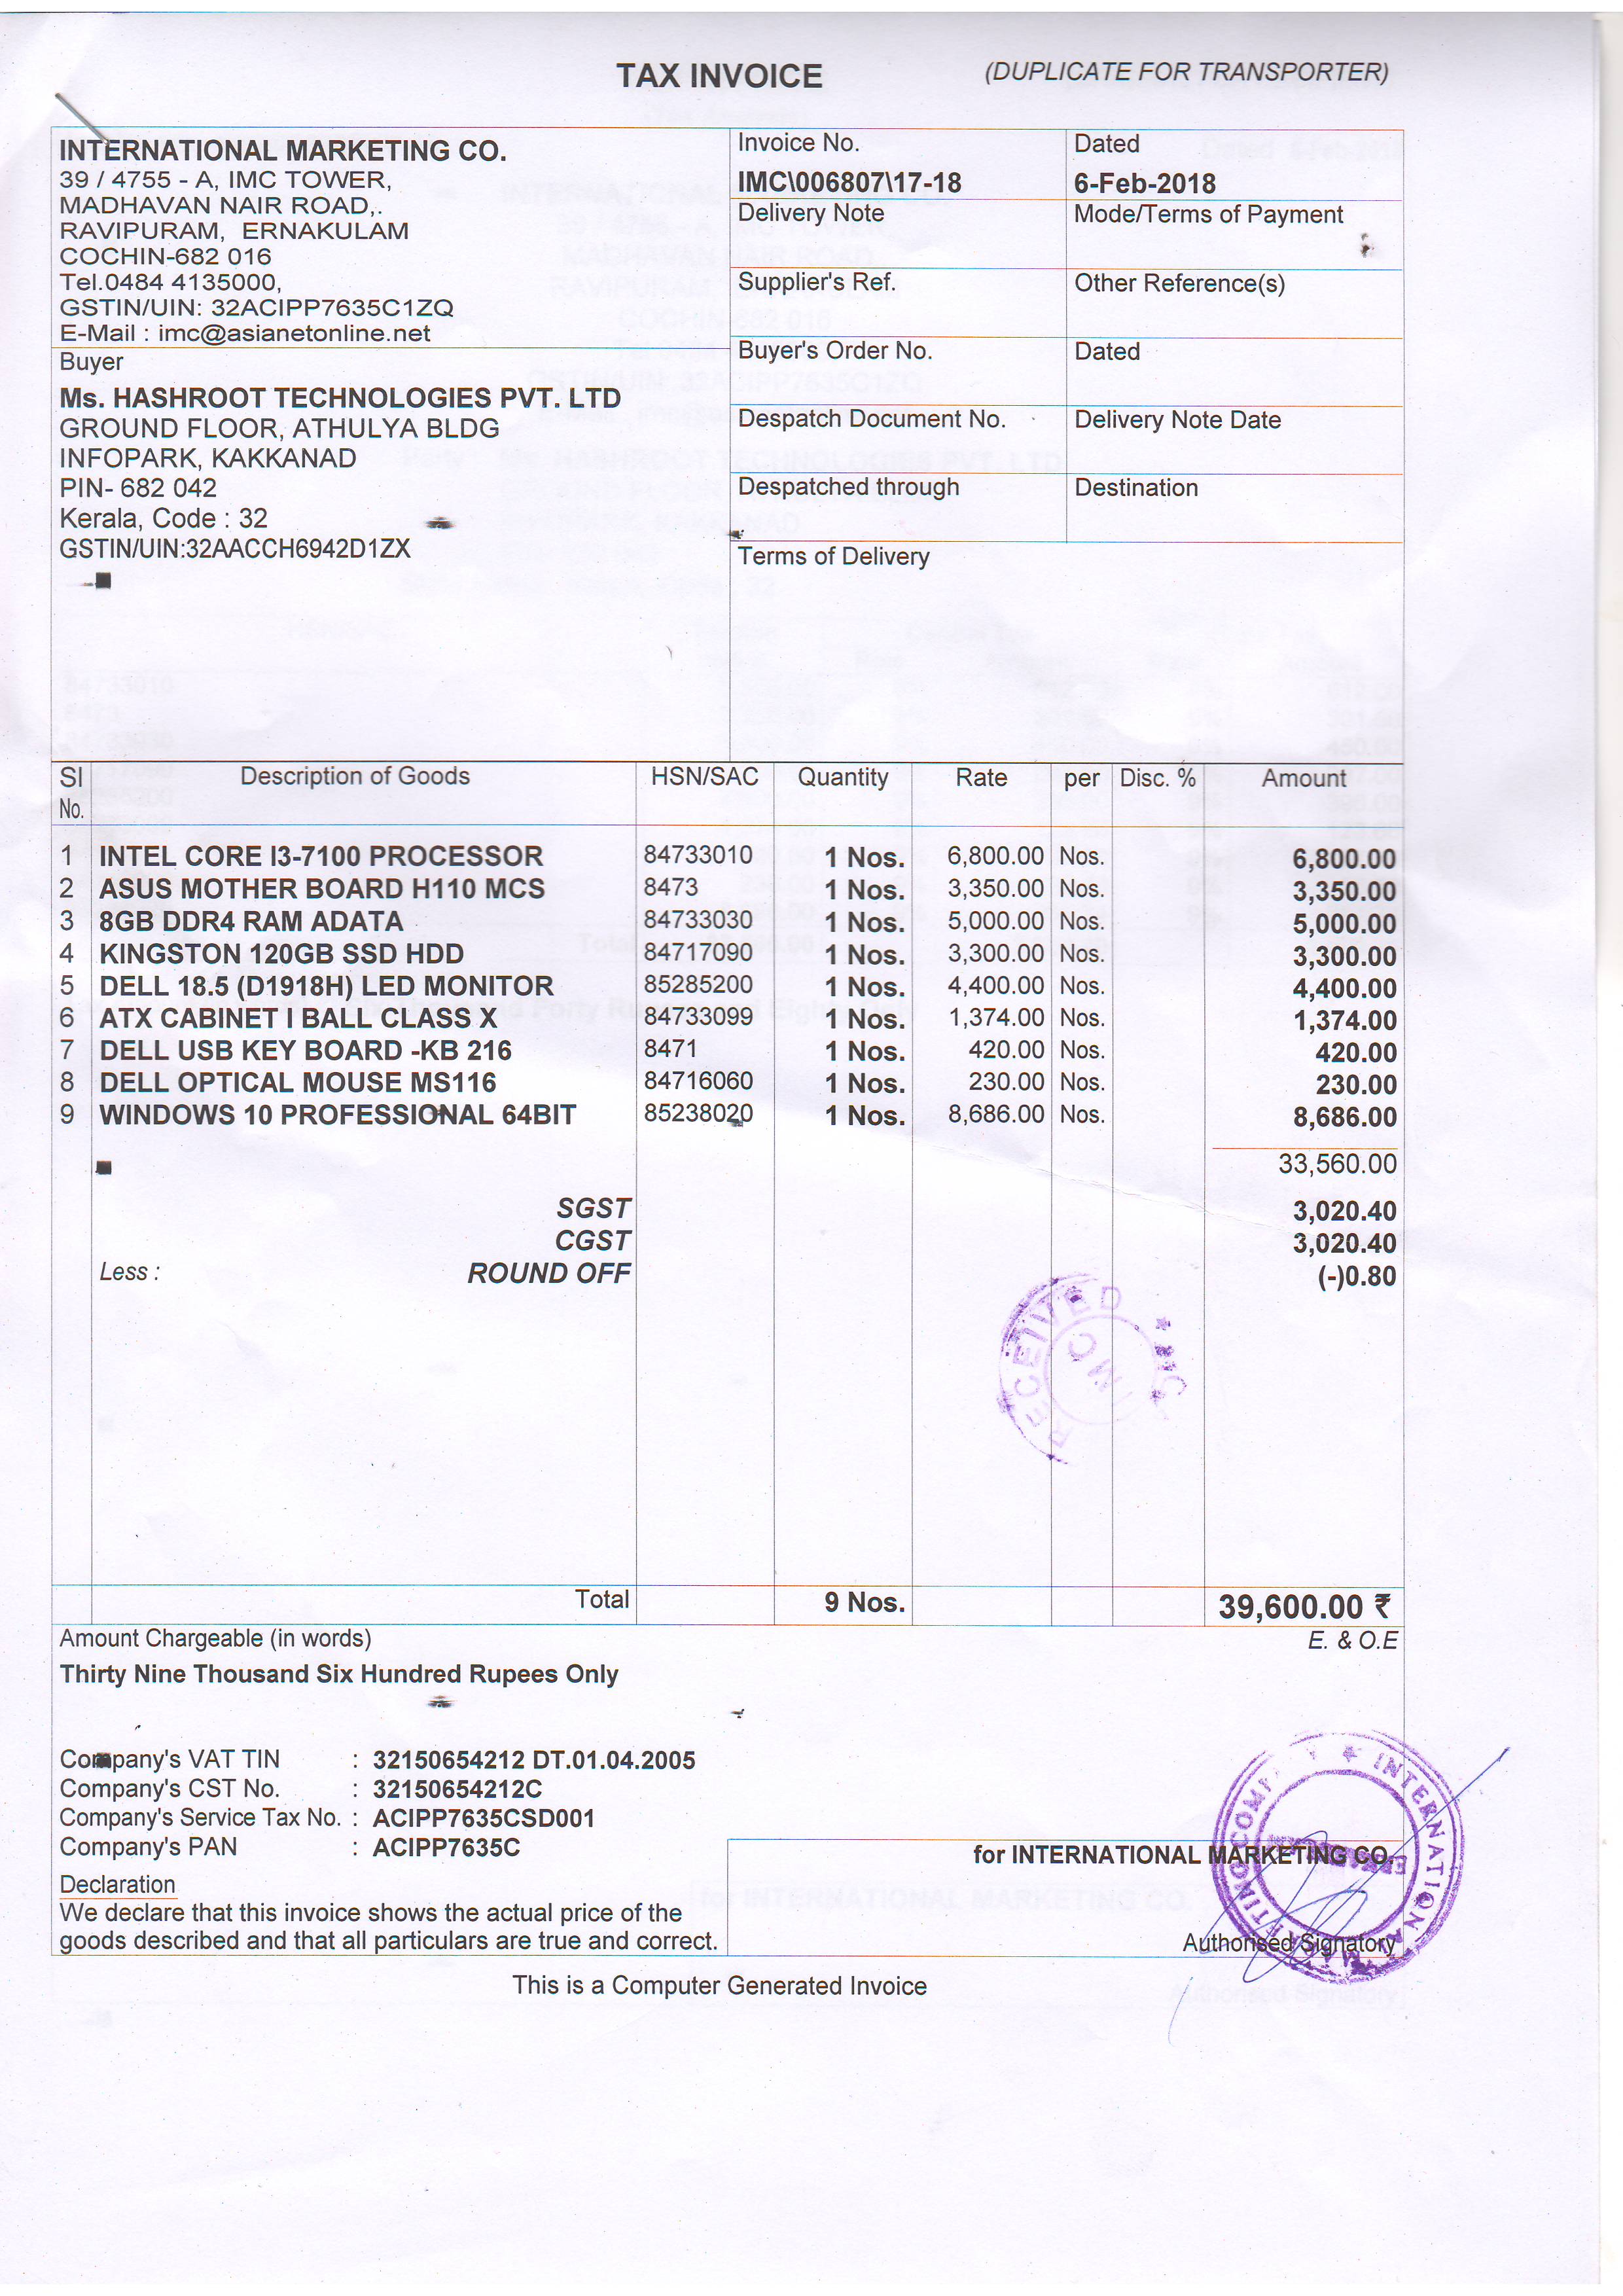 TAX INVOICE (DUPLICATE FOR TRANSPORTER)
INTERNATIONAL MARKETING CO.
39 / 4755 - A, IMC TOWER,
MADHAVAN NAIR ROAD,.
RAVIPURAM, ERNAKULAM
COCHIN-682 016
Tel.0484 4135000,
GSTIN/UIN: 32ACIPP7635C1ZQ
E-Mail : imc@asianetonline.net
Buyer
Ms. HASHROOT TECHNOLOGIES PVT. LTD
GROUND FLOOR, ATHULYA BLDG
INFOPARK, KAKKANAD
PIN- 682 042
Kerala, Code : 32
GSTIN/UIN:32AACCH6942D1ZX
Invoice No. Dated
IMC\006807\17-18 6-Feb-2018
Delivery Note Mode/Terms of Payment
Supplier's Ref. Other Reference(s)
Buyer's Order No. Dated
Despatch Document No. Delivery Note Date
Despatched through Destination
Terms of Delivery
Sl Description of Goods HSN/SAC Quantity Rate per Disc. % Amount
No.
1 INTEL CORE I3-7100 PROCESSOR 84733010 1 Nos. 6,800.00 Nos. 6,800.00
2 ASUS MOTHER BOARD H110 MCS 8473 1 Nos. 3,350.00 Nos. 3,350.00
3 8GB DDR4 RAM ADATA 84733030 1 Nos. 5,000.00 Nos. 5,000.00
4 KINGSTON 120GB SSD HDD 84717090 1 Nos. 3,300.00 Nos. 3,300.00
5 DELL 18.5 (D1918H) LED MONITOR 85285200 1 Nos. 4,400.00 Nos. 4,400.00
6 ATX CABINET I BALL CLASS X 84733099 1 Nos. 1,374.00 Nos. 1,374.00
7 DELL USB KEY BOARD -KB 216 8471 1 Nos. 420.00 Nos. 420.00
8 DELL OPTICAL MOUSE MS116 84716060 1 Nos. 230.00 Nos. 230.00
9 WINDOWS 10 PROFESSIONAL 64BIT 85238020 1 Nos. 8,686.00 Nos. 8,686.00
33,560.00
SGST 3,020.40
CGST 3,020.40
Less : ROUND OFF (-)0.80
RECEIVED
IMC
Total 9 Nos. 39,600.00 ₹
Amount Chargeable (in words) E. & O.E
Thirty Nine Thousand Six Hundred Rupees Only
Company's VAT TIN : 32150654212 DT.01.04.2005
Company's CST No. : 32150654212C
Company's Service Tax No. : ACIPP7635CSD001
Company's PAN : ACIPP7635C
Declaration
We declare that this invoice shows the actual price of the
goods described and that all particulars are true and correct.
for INTERNATIONAL MARKETING CO.
Authorised Signatory
INTERNATIONAL
This is a Computer Generated Invoice